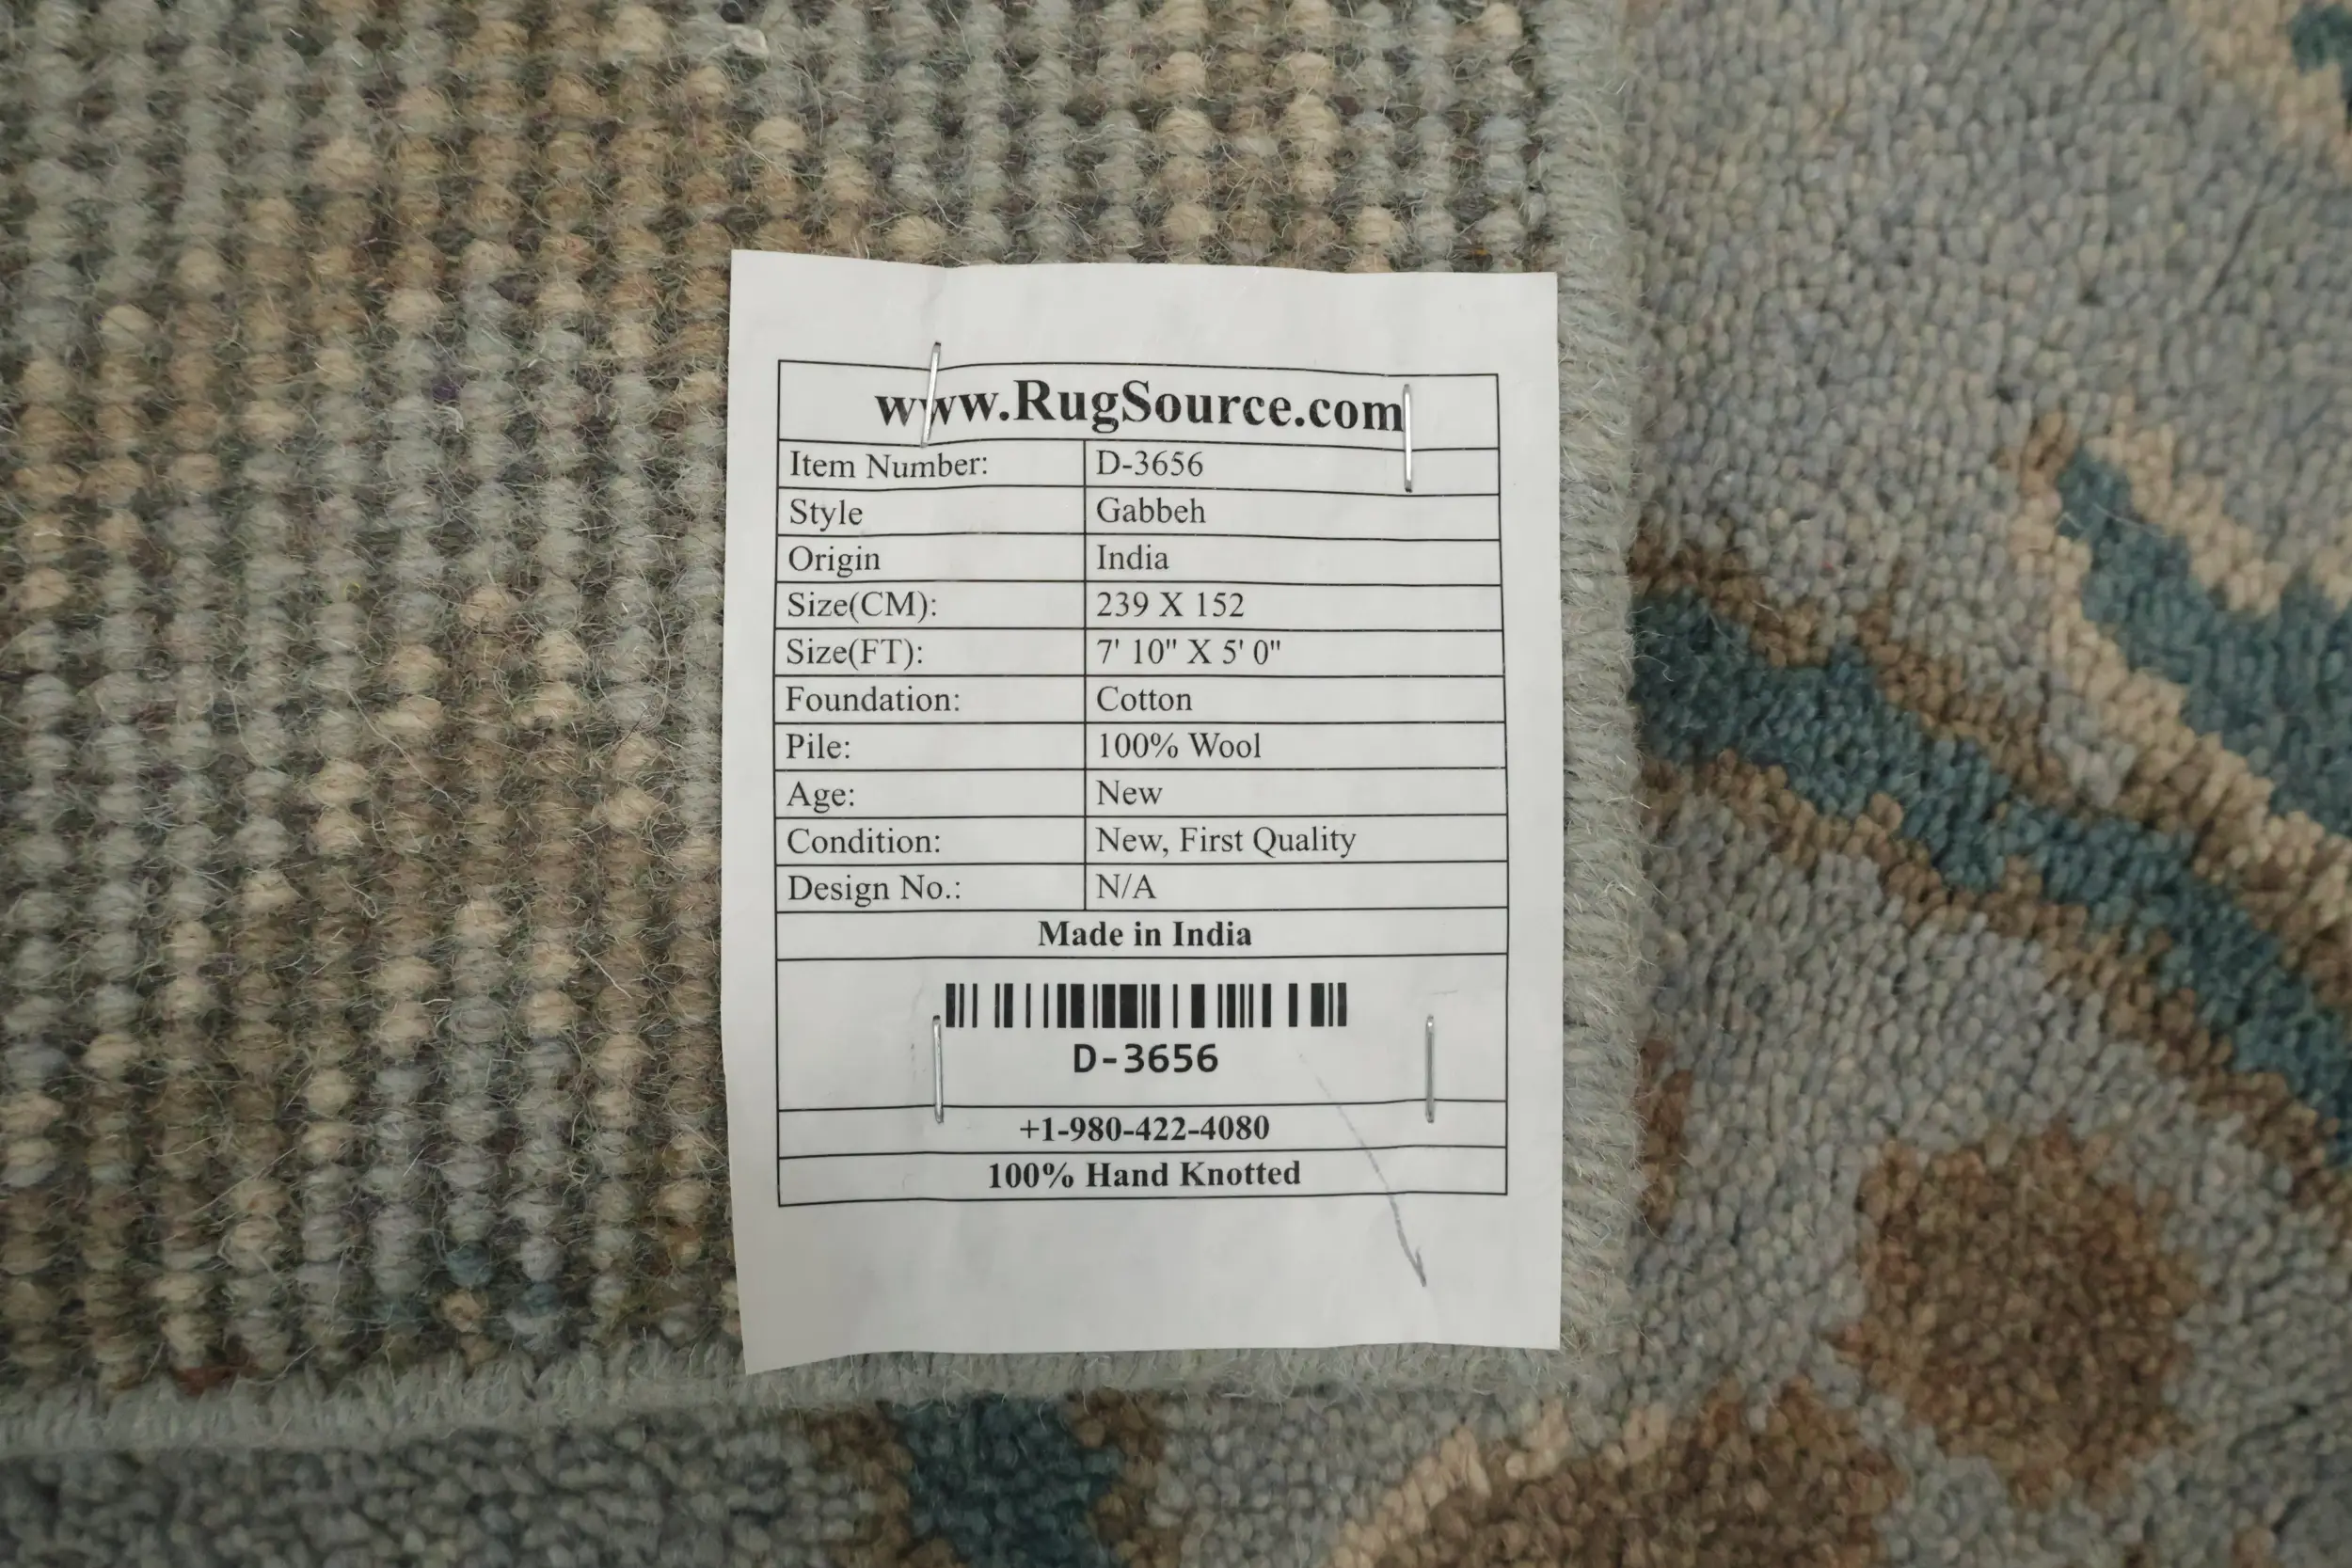 www.RugSource.com
Item Number: D-3656
Style Gabbeh
Origin India
Size(CM): 239 X 152
Size(FT): 7' 10" X 5' 0"
Foundation: Cotton
Pile: 100% Wool
Age: New
Condition: New, First Quality
Design No.: N/A
Made in India
D-3656
+1-980-422-4080
100% Hand Knotted